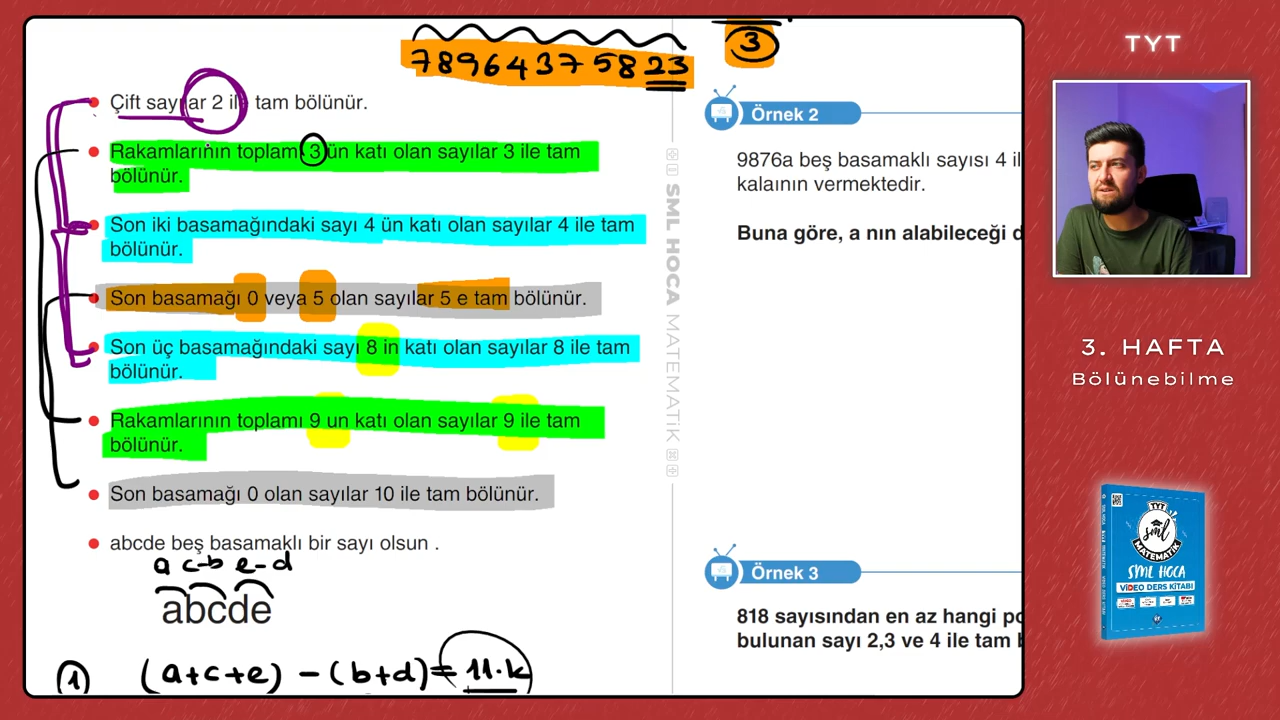 78964375823
Çift sayılar 2 ile tam bölünür.
Rakamlarının toplamı 3 ün katı olan sayılar 3 ile tam
bölünür.
Son iki basamağındaki sayı 4 ün katı olan sayılar 4 ile tam
bölünür.
Son basamağı 0 veya 5 olan sayılar 5 e tam bölünür.
Son üç basamağındaki sayı 8 in katı olan sayılar 8 ile tam
bölünür.
Rakamlarının toplamı 9 un katı olan sayılar 9 ile tam
bölünür.
Son basamağı 0 olan sayılar 10 ile tam bölünür.
abcde beş basamaklı bir sayı olsun .
a c-b e-d
abcde
1 (a+c+e) - (b+d) = 11.k
SML HOCA MATEMATİK
3
Örnek 2
9876a beş basamaklı sayısı 4 il
kalaının vermektedir.
Buna göre, a nın alabileceği d
Örnek 3
818 sayısından en az hangi po
bulunan sayı 2,3 ve 4 ile tam b
TYT
3. HAFTA
Bölünebilme
TYT
sml
MATEMATİK
SML HOCA
VİDEO DERS KİTABI